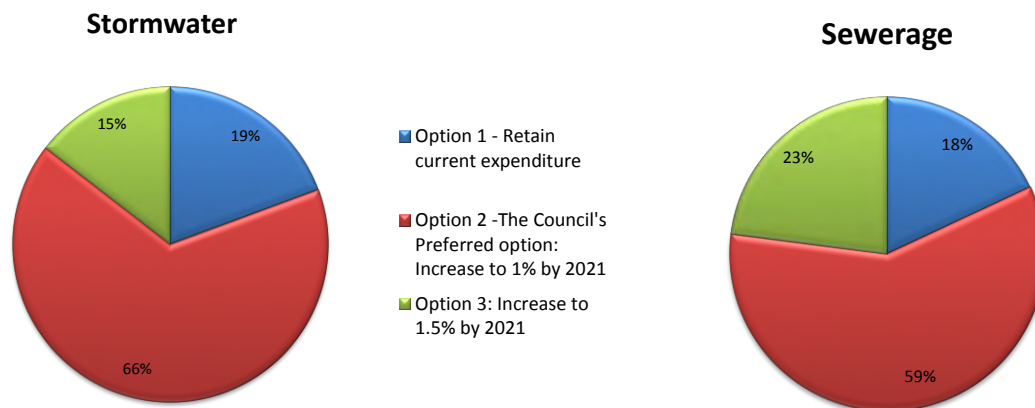 Stormwater
15%
19%
66%
Option 1 - Retain
current expenditure
Option 2 -The Council's
Preferred option:
Increase to 1% by 2021
Option 3: Increase to
1.5% by 2021
Sewerage
23%
18%
59%